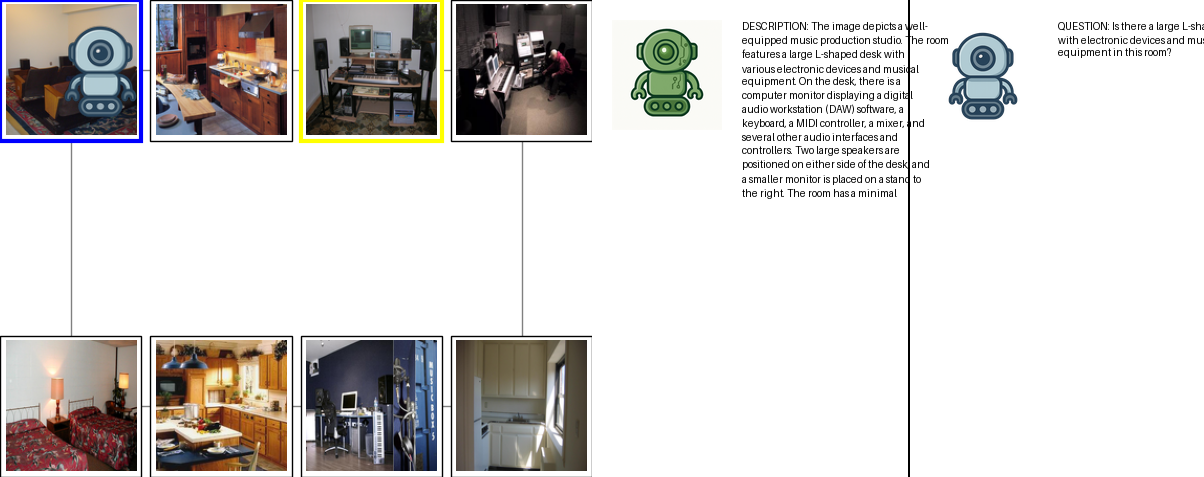 DESCRIPTION: The image depicts a well-
equipped music production studio. The room
features a large L-shaped desk with
various electronic devices and musical
equipment. On the desk, there is a
computer monitor displaying a digital
audio workstation (DAW) software, a
keyboard, a MIDI controller, a mixer, and
several other audio interfaces and
controllers. Two large speakers are
positioned on either side of the desk, and
a smaller monitor is placed on a stand to
the right. The room has a minimal
QUESTION: Is there a large L-sha
with electronic devices and mus
equipment in this room?
MUSIC BOXS